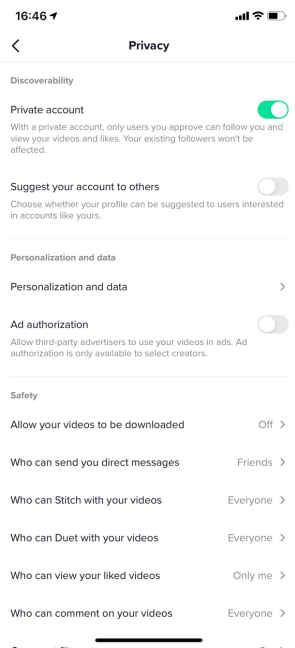 16:46
Privacy
Discoverability
Private account
With a private account, only users you approve can follow you and
view your videos and likes. Your existing followers won't be
affected.
Suggest your account to others
Choose whether your profile can be suggested to users interested
in accounts like yours.
Personalization and data
Personalization and data
Ad authorization
Allow third-party advertisers to use your videos in ads. Ad
authorization is only available to select creators.
Safety
Allow your videos to be downloaded Off
Who can send you direct messages Friends
Who can Stitch with your videos Everyone
Who can Duet with your videos Everyone
Who can view your liked videos Only me
Who can comment on your videos Everyone